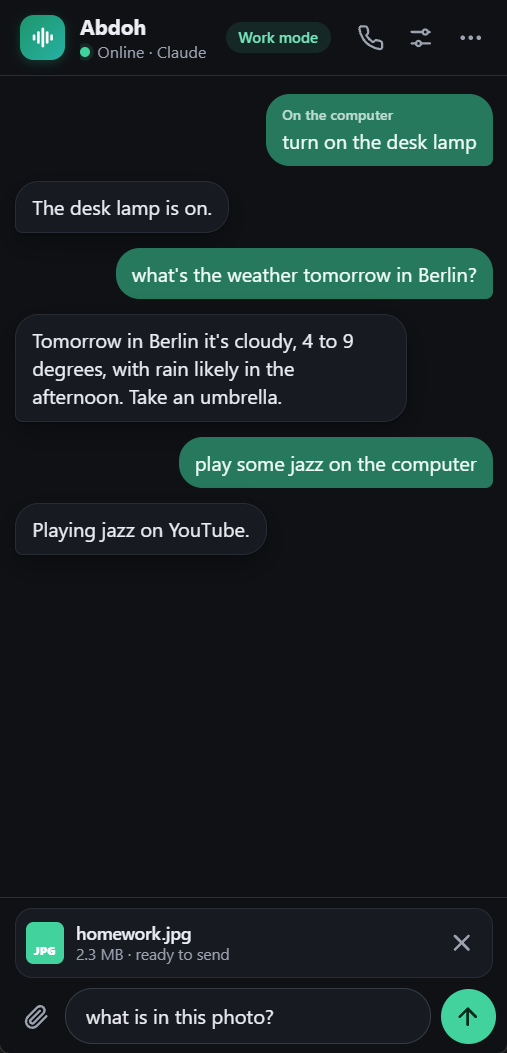 Abdoh
Online · Claude
Work mode
On the computer
turn on the desk lamp
The desk lamp is on.
what's the weather tomorrow in Berlin?
Tomorrow in Berlin it's cloudy, 4 to 9
degrees, with rain likely in the
afternoon. Take an umbrella.
play some jazz on the computer
Playing jazz on YouTube.
JPG
homework.jpg
2.3 MB · ready to send
what is in this photo?